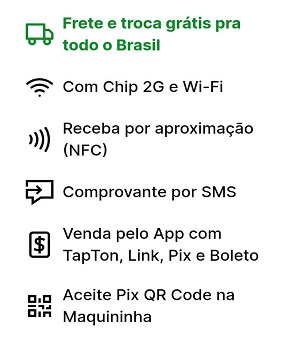 Frete e troca grátis pra
todo o Brasil
Com Chip 2G e Wi-Fi
Receba por aproximação
(NFC)
Comprovante por SMS
Venda pelo App com
TapTon, Link, Pix e Boleto
Aceite Pix QR Code na
Maquininha